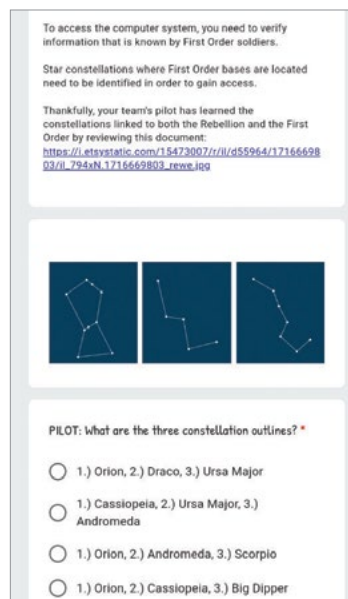 To access the computer system, you need to verify
information that is known by First Order soldiers.
Star constellations where First Order bases are located
need to be identified in order to gain access.
Thankfully, your team's pilot has learned the
constellations linked to both the Rebellion and the First
Order by reviewing this document:
https://i.etsystatic.com/15473007/r/il/d55964/17166698
03/il_794xN.1716669803_rewe.jpg
PILOT: What are the three constellation outlines? *
1.) Orion, 2.) Draco, 3.) Ursa Major
1.) Cassiopeia, 2.) Ursa Major, 3.)
Andromeda
1.) Orion, 2.) Andromeda, 3.) Scorpio
1.) Orion, 2.) Cassiopeia, 3.) Big Dipper